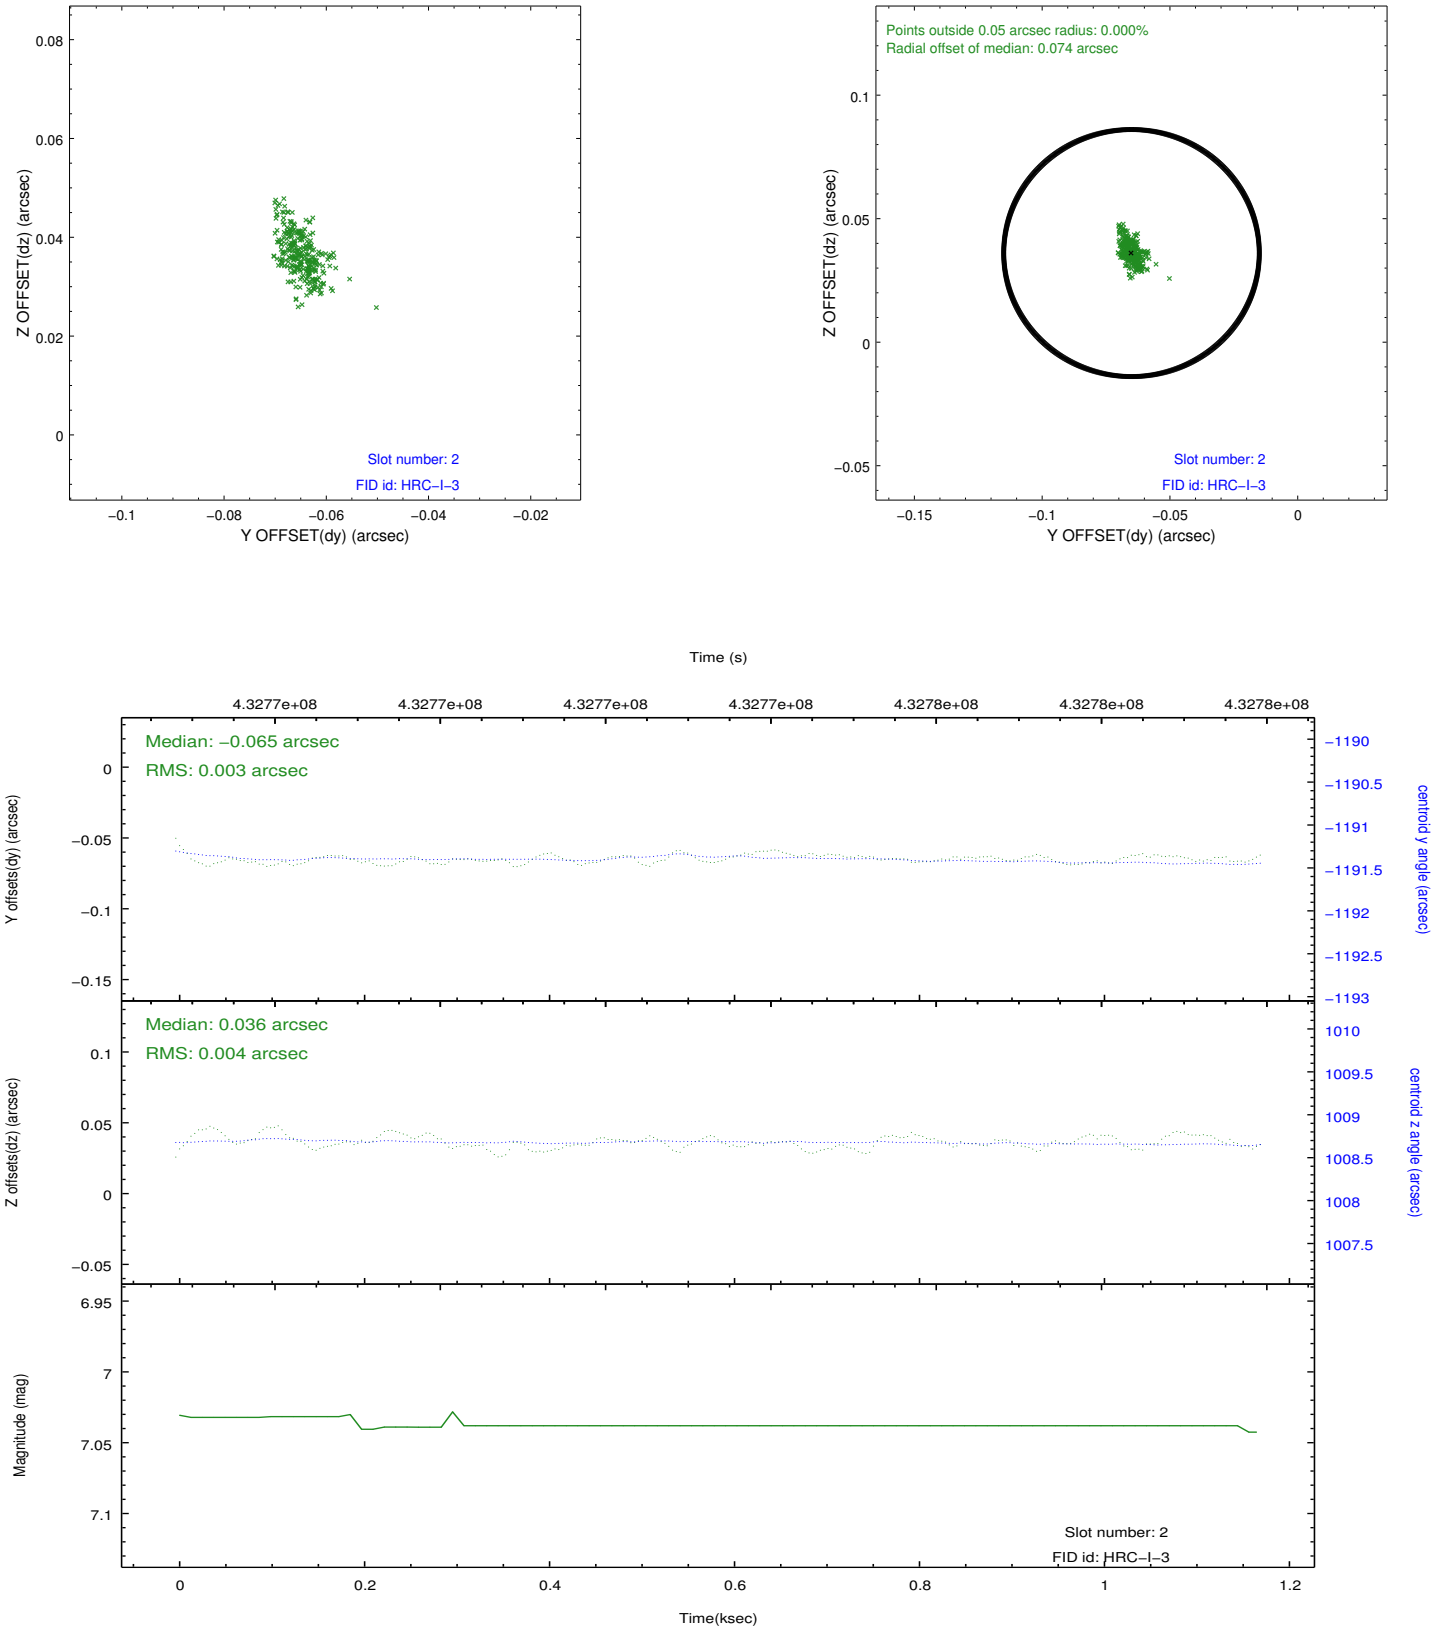 0.08
0.06
0.04
0.02
0
−0.1
−0.08
−0.06
−0.04
−0.02
Z OFFSET(dz) (arcsec)
Y OFFSET(dy) (arcsec)
Slot number: 2
FID id: HRC−I−3
Points outside 0.05 arcsec radius: 0.000%
Radial offset of median: 0.074 arcsec
0.1
0.05
0
−0.05
−0.15
−0.1
−0.05
0
Z OFFSET(dz) (arcsec)
Y OFFSET(dy) (arcsec)
Slot number: 2
FID id: HRC−I−3
Time (s)
4.3277e+08
4.3277e+08
4.3277e+08
4.3277e+08
4.3278e+08
4.3278e+08
4.3278e+08
Median: −0.065 arcsec
RMS: 0.003 arcsec
0
−0.05
−0.1
−0.15
Y offsets(dy) (arcsec)
−1190
−1190.5
−1191
−1191.5
−1192
−1192.5
−1193
centroid y angle (arcsec)
Median: 0.036 arcsec
RMS: 0.004 arcsec
0.1
0.05
0
−0.05
Z offsets(dz) (arcsec)
1010
1009.5
1009
1008.5
1008
1007.5
centroid z angle (arcsec)
6.95
7
7.05
7.1
Magnitude (mag)
Slot number: 2
FID id: HRC−I−3
0
0.2
0.4
0.6
0.8
1
1.2
Time(ksec)